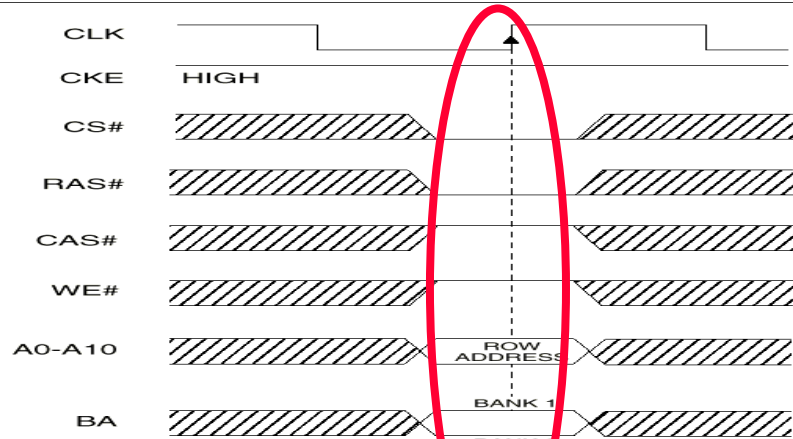 CLK
CKE HIGH
CS#
RAS#
CAS#
WE#
A0-A10 ROW ADDRESS
BANK 1
BA